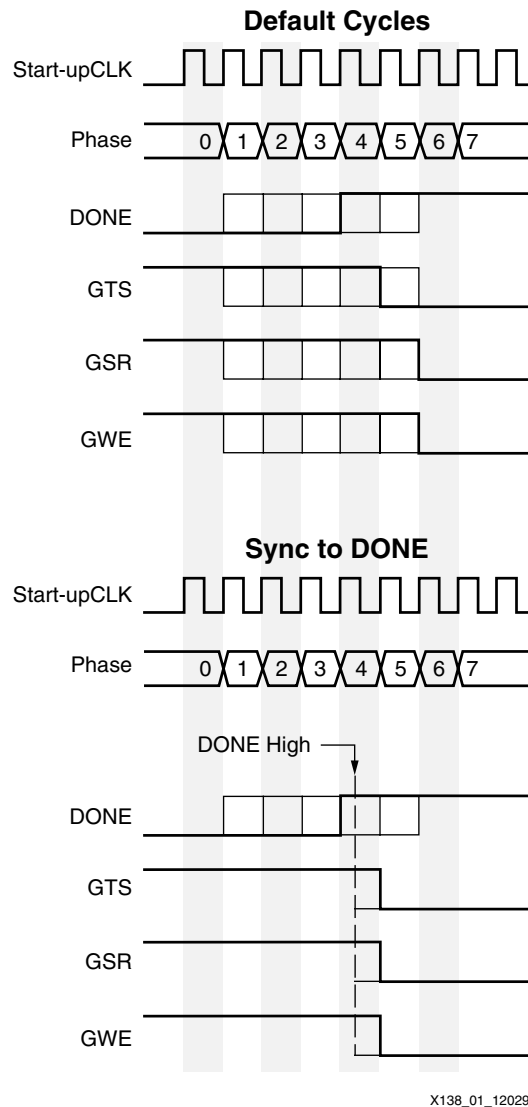 Default Cycles
Start-upCLK
Phase 0 1 2 3 4 5 6 7
DONE
GTS
GSR
GWE
Sync to DONE
Start-upCLK
Phase 0 1 2 3 4 5 6 7
DONE High
DONE
GTS
GSR
GWE
X138_01_12029